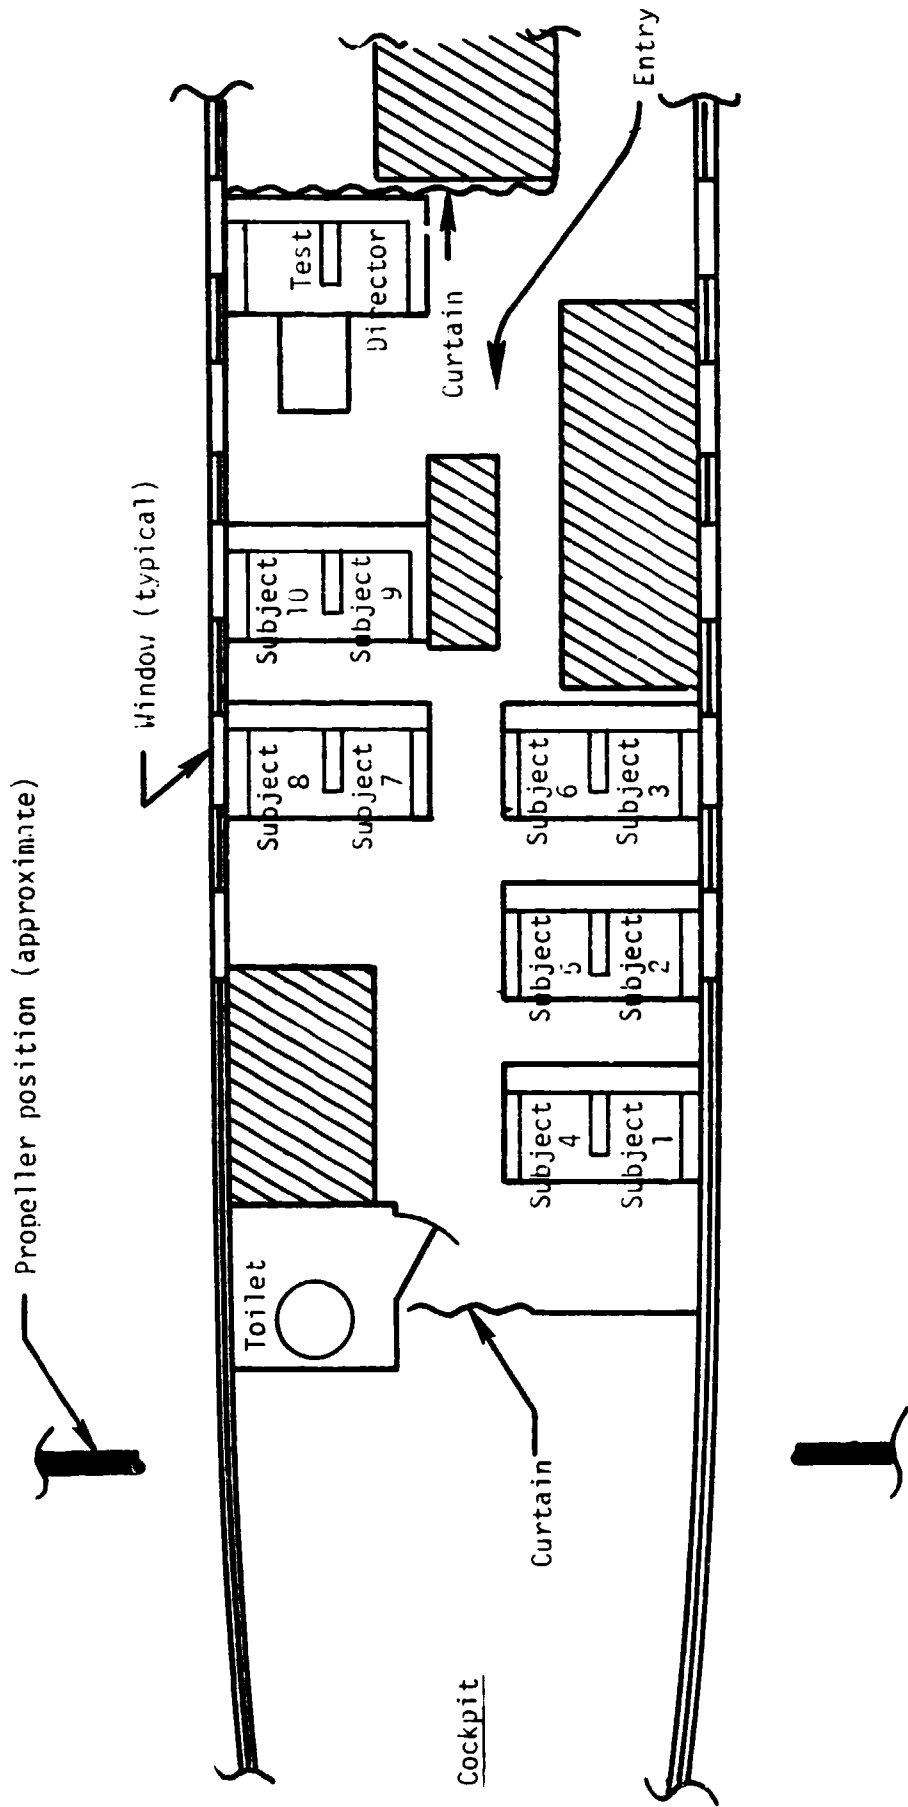 Propeller position (approximate)
Window (typical)
Toilet
Subject
8
Subject
10
Test
Subject
7
Subject
9
Director
Curtain
Curtain
Cockpit
Subject
4
Subject
5
Subject
6
Subject
1
Subject
2
Subject
3
Entry